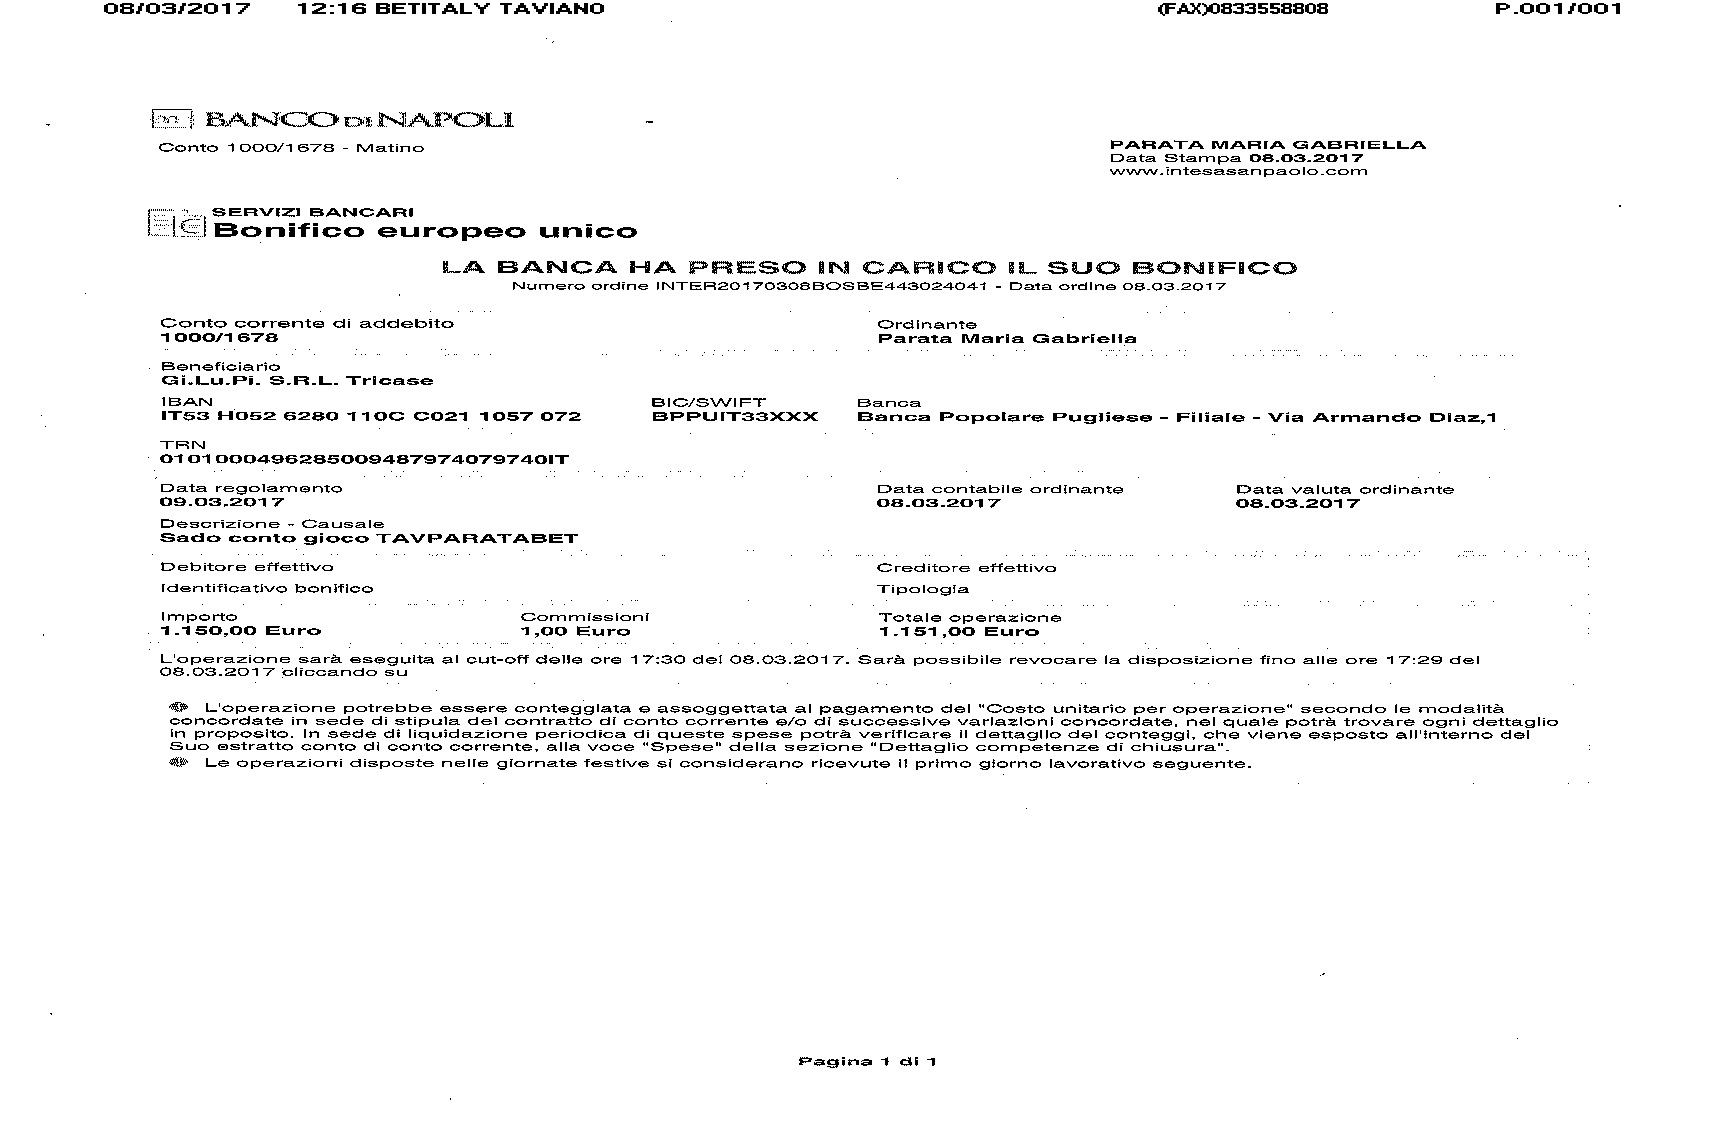 08/03/2017 12:16 BETITALY TAVIANO (FAX)0833558808 P.001/001
BANCO DI NAPOLI
Conto 1000/1678 - Matino
PARATA MARIA GABRIELLA
Data Stampa 08.03.2017
www.intesasanpaolo.com
SERVIZI BANCARI
Bonifico europeo unico
LA BANCA HA PRESO IN CARICO IL SUO BONIFICO
Numero ordine INTER20170308BOSBE443024041 - Data ordine 08.03.2017
Conto corrente di addebito Ordinante
1000/1678 Parata Maria Gabriella
Beneficiario
Gi.Lu.Pi. S.R.L. Tricase
IBAN BIC/SWIFT Banca
IT53 H052 6280 110C C021 1057 072 BPPUIT33XXX Banca Popolare Pugliese - Filiale - Via Armando Diaz,1
TRN
0101000496285009487974079740IT
Data regolamento Data contabile ordinante Data valuta ordinante
09.03.2017 08.03.2017 08.03.2017
Descrizione - Causale
Sado conto gioco TAVPARATABET
Debitore effettivo Creditore effettivo
Identificativo bonifico Tipologia
Importo Commissioni Totale operazione
1.150,00 Euro 1,00 Euro 1.151,00 Euro
L'operazione sarà eseguita al cut-off delle ore 17:30 del 08.03.2017. Sarà possibile revocare la disposizione fino alle ore 17:29 del
08.03.2017 cliccando su
L'operazione potrebbe essere conteggiata e assoggettata al pagamento del "Costo unitario per operazione" secondo le modalità
concordate in sede di stipula del contratto di conto corrente e/o di successive variazioni concordate, nel quale potrà trovare ogni dettaglio
in proposito. In sede di liquidazione periodica di queste spese potrà verificare il dettaglio dei conteggi, che viene esposto all'interno del
Suo estratto conto di conto corrente, alla voce "Spese" della sezione "Dettaglio competenze di chiusura".
Le operazioni disposte nelle giornate festive si considerano ricevute il primo giorno lavorativo seguente.
Pagina 1 di 1